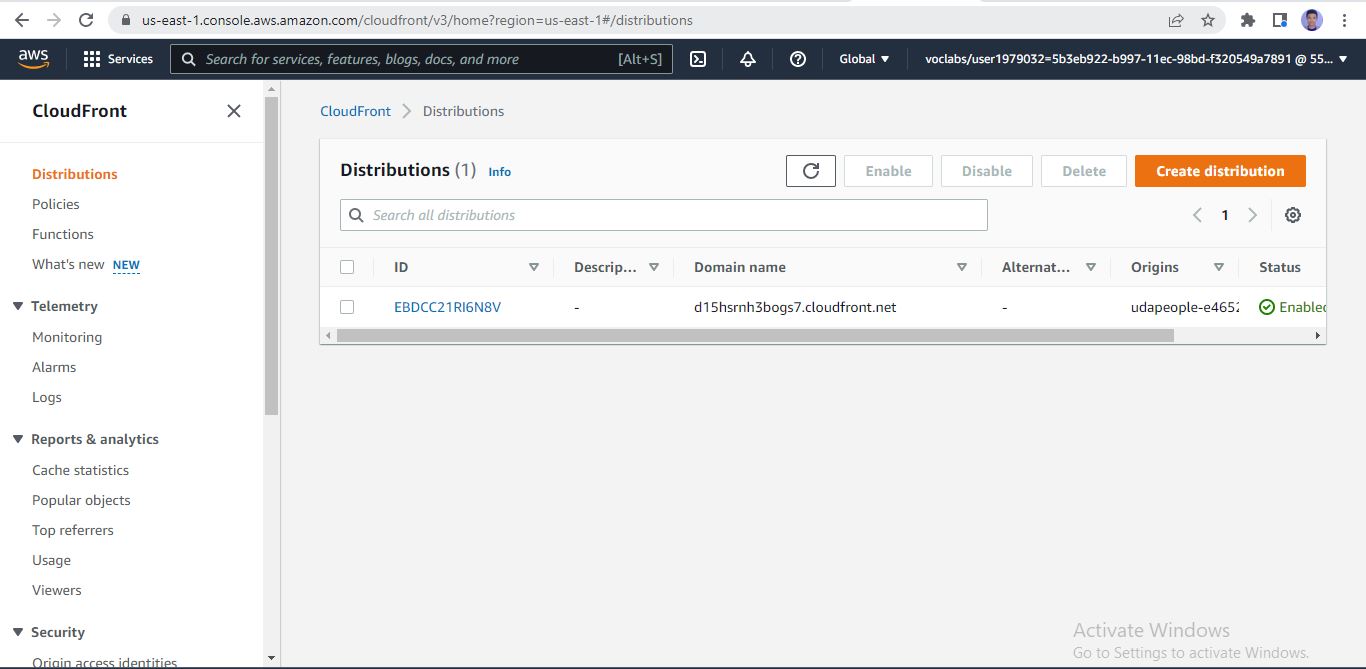 us-east-1.console.aws.amazon.com/cloudfront/v3/home?region=us-east-1#/distributions
aws Services Search for services, features, blogs, docs, and more [Alt+S] Global voclabs/user1979032=5b3eb922-b997-11ec-98bd-f320549a7891 @ 55...
CloudFront
Distributions
Policies
Functions
What's new NEW
Telemetry
Monitoring
Alarms
Logs
Reports & analytics
Cache statistics
Popular objects
Top referrers
Usage
Viewers
Security
Origin access identities
CloudFront Distributions
Distributions (1) Info Enable Disable Delete Create distribution
Search all distributions 1
ID Descrip... Domain name Alternat... Origins Status
EBDCC21RI6N8V - d15hsrnh3bogs7.cloudfront.net - udapeople-e4652 Enabled
Activate Windows
Go to Settings to activate Windows.